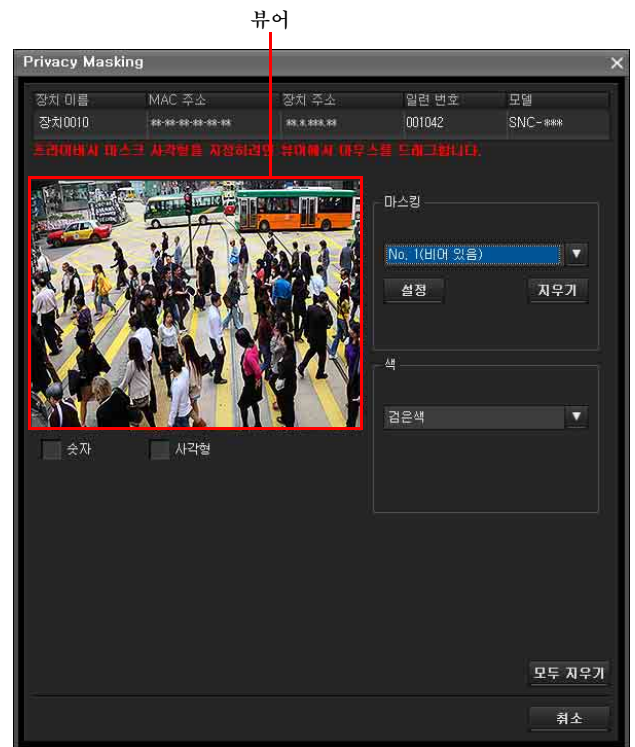 뷰어
Privacy Masking
장치 이름 MAC 주소 장치 주소 일련 번호 모델
장치0010 **-**-**-**-**-** **.*.***.** 001042 SNC-***
프라이버시 마스크 사각형을 지정하려면 뷰어에서 마우스를 드래그합니다.
마스킹
No. 1(비어 있음)
설정 지우기
색
검은색
숫자 사각형
모두 지우기
취소